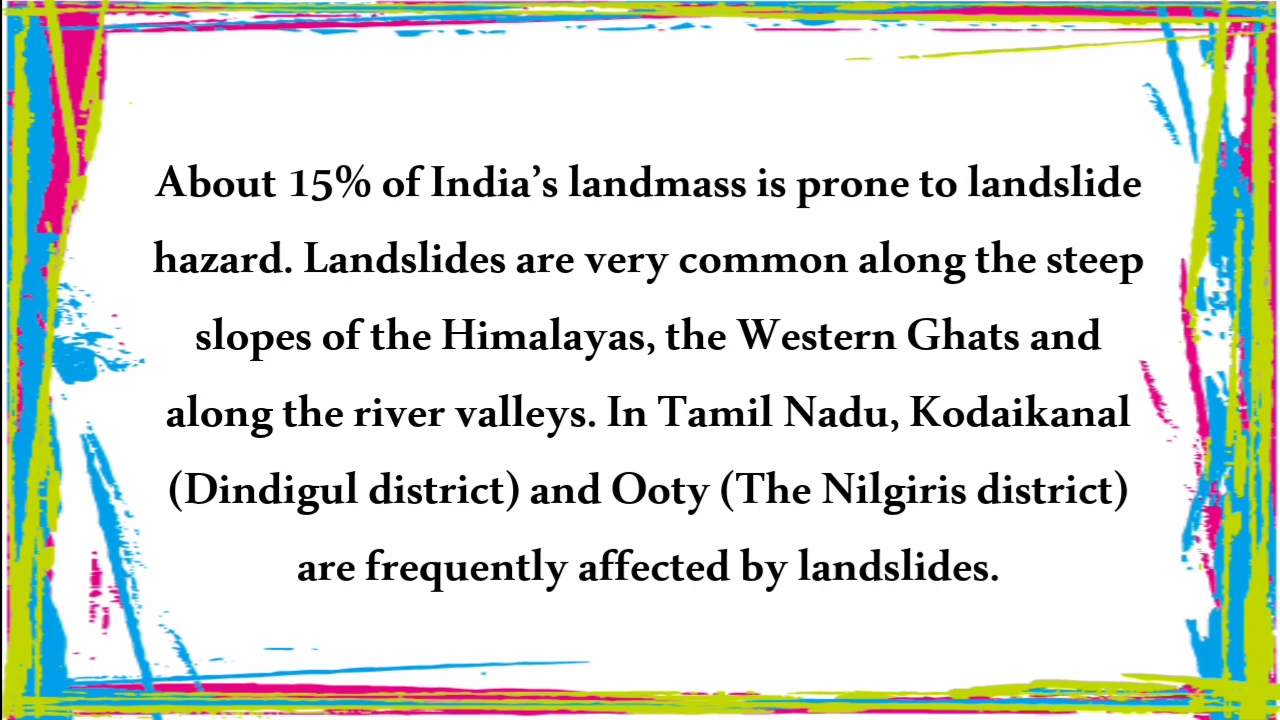 About 15% of India’s landmass is prone to landslide
hazard. Landslides are very common along the steep
slopes of the Himalayas, the Western Ghats and
along the river valleys. In Tamil Nadu, Kodaikanal
(Dindigul district) and Ooty (The Nilgiris district)
are frequently affected by landslides.